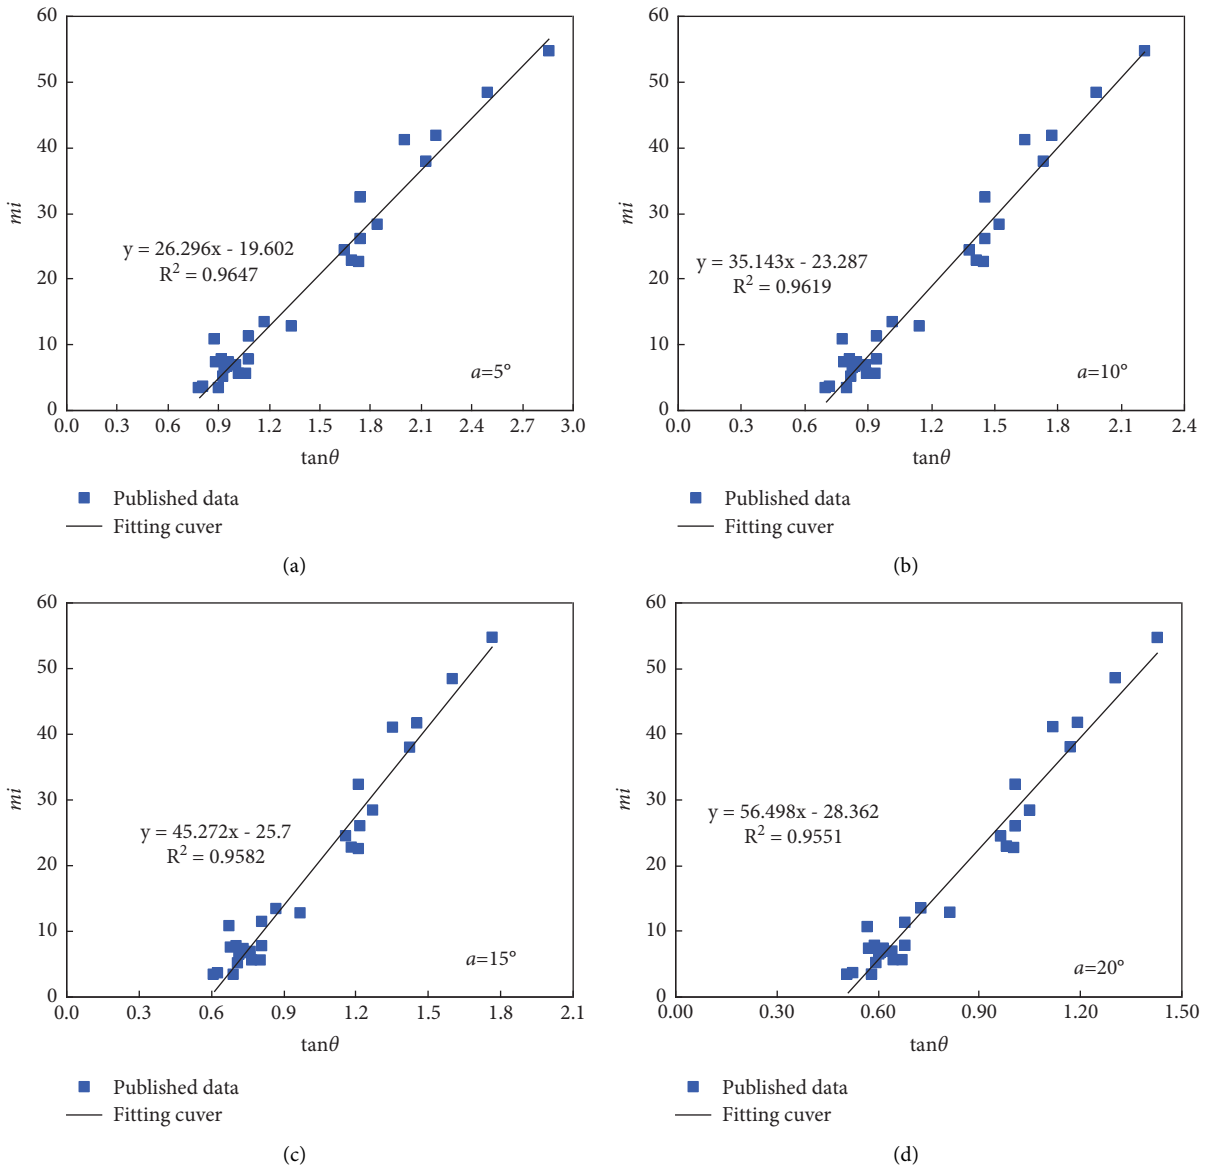 60
50
40
30
20
10
0
mi
y = 26.296x - 19.602
R² = 0.9647
a=5°
0.0 0.3 0.6 0.9 1.2 1.5 1.8 2.1 2.4 2.7 3.0
tanθ
Published data
Fitting cuver
(a)
60
50
40
30
20
10
0
mi
y = 35.143x - 23.287
R² = 0.9619
a=10°
0.0 0.3 0.6 0.9 1.2 1.5 1.8 2.1 2.4
tanθ
Published data
Fitting cuver
(b)
60
50
40
30
20
10
0
mi
y = 45.272x - 25.7
R² = 0.9582
a=15°
0.0 0.3 0.6 0.9 1.2 1.5 1.8 2.1
tanθ
Published data
Fitting cuver
(c)
60
50
40
30
20
10
0
mi
y = 56.498x - 28.362
R² = 0.9551
a=20°
0.00 0.30 0.60 0.90 1.20 1.50
tanθ
Published data
Fitting cuver
(d)